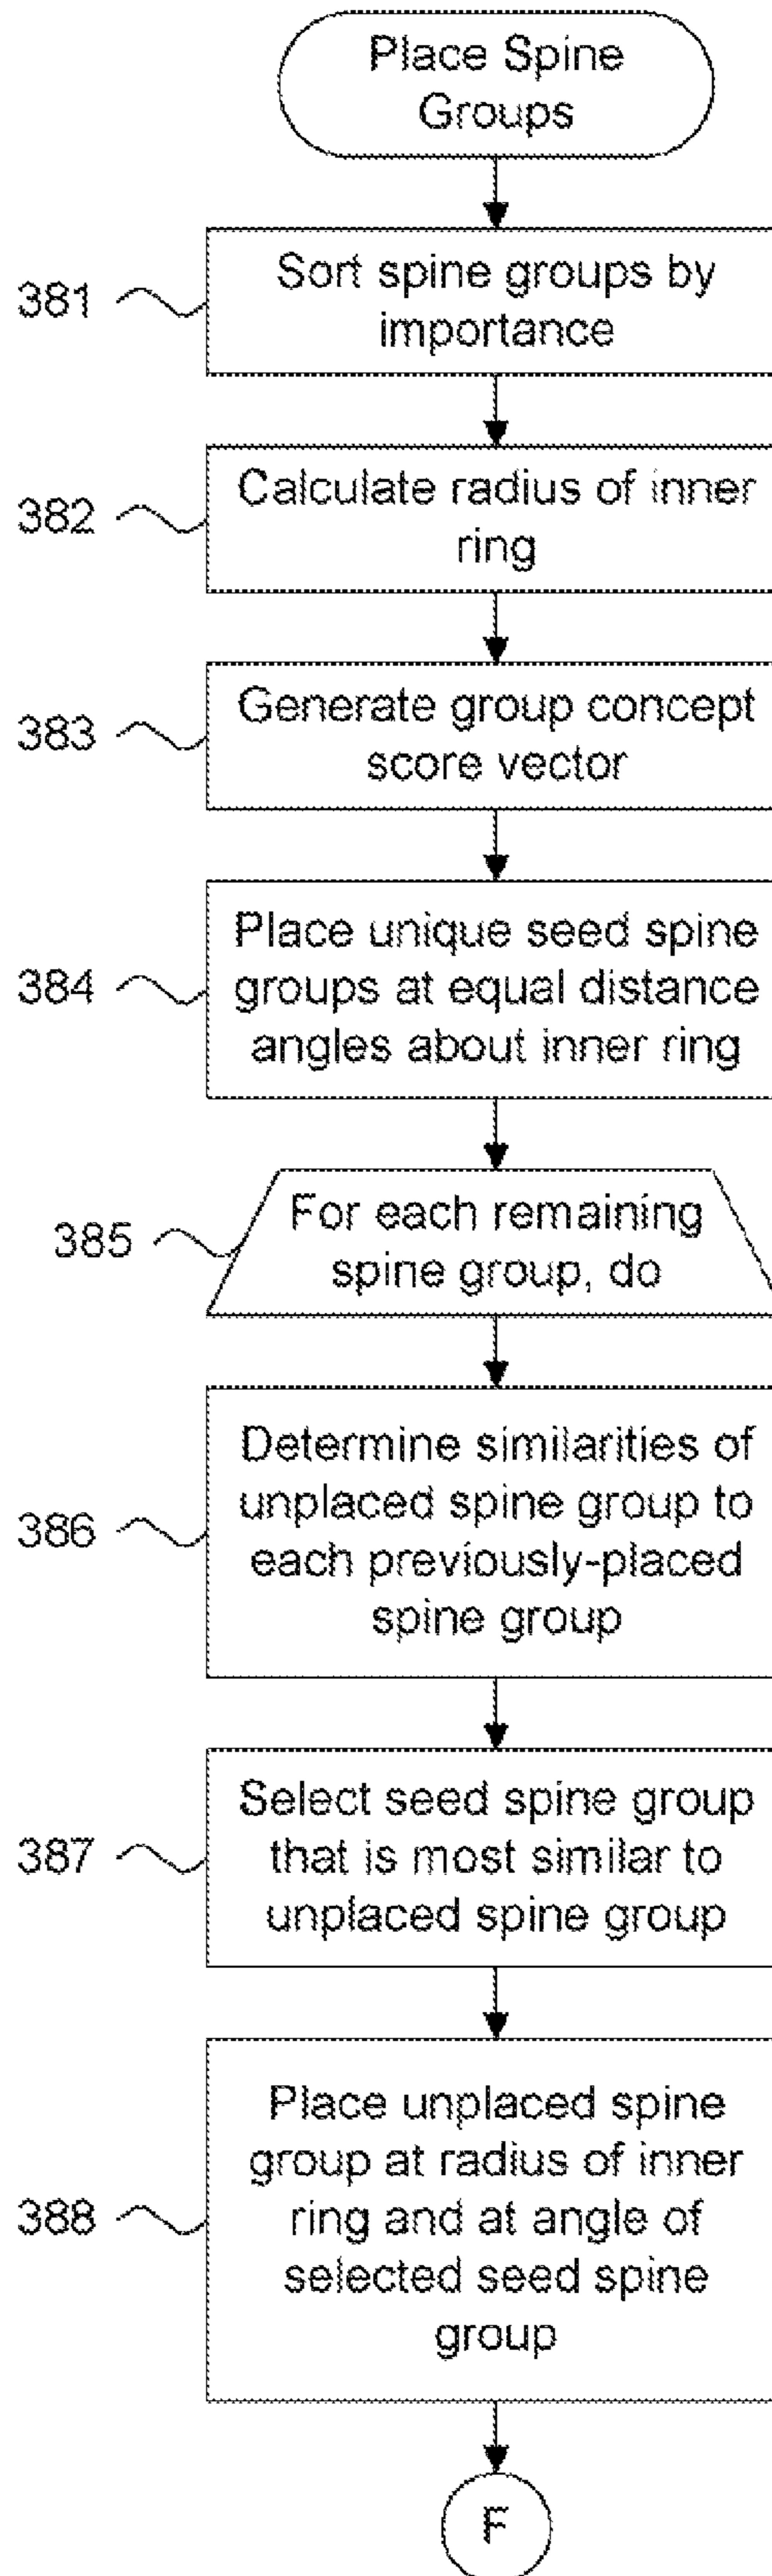 Place Spine
Groups
381
Sort spine groups by
importance
382
Calculate radius of inner
ring
383
Generate group concept
score vector
384
Place unique seed spine
groups at equal distance
angles about inner ring
385
For each remaining
spine group, do
386
Determine similarities of
unplaced spine group to
each previously-placed
spine group
387
Select seed spine group
that is most similar to
unplaced spine group
388
Place unplaced spine
group at radius of inner
ring and at angle of
selected seed spine
group
F